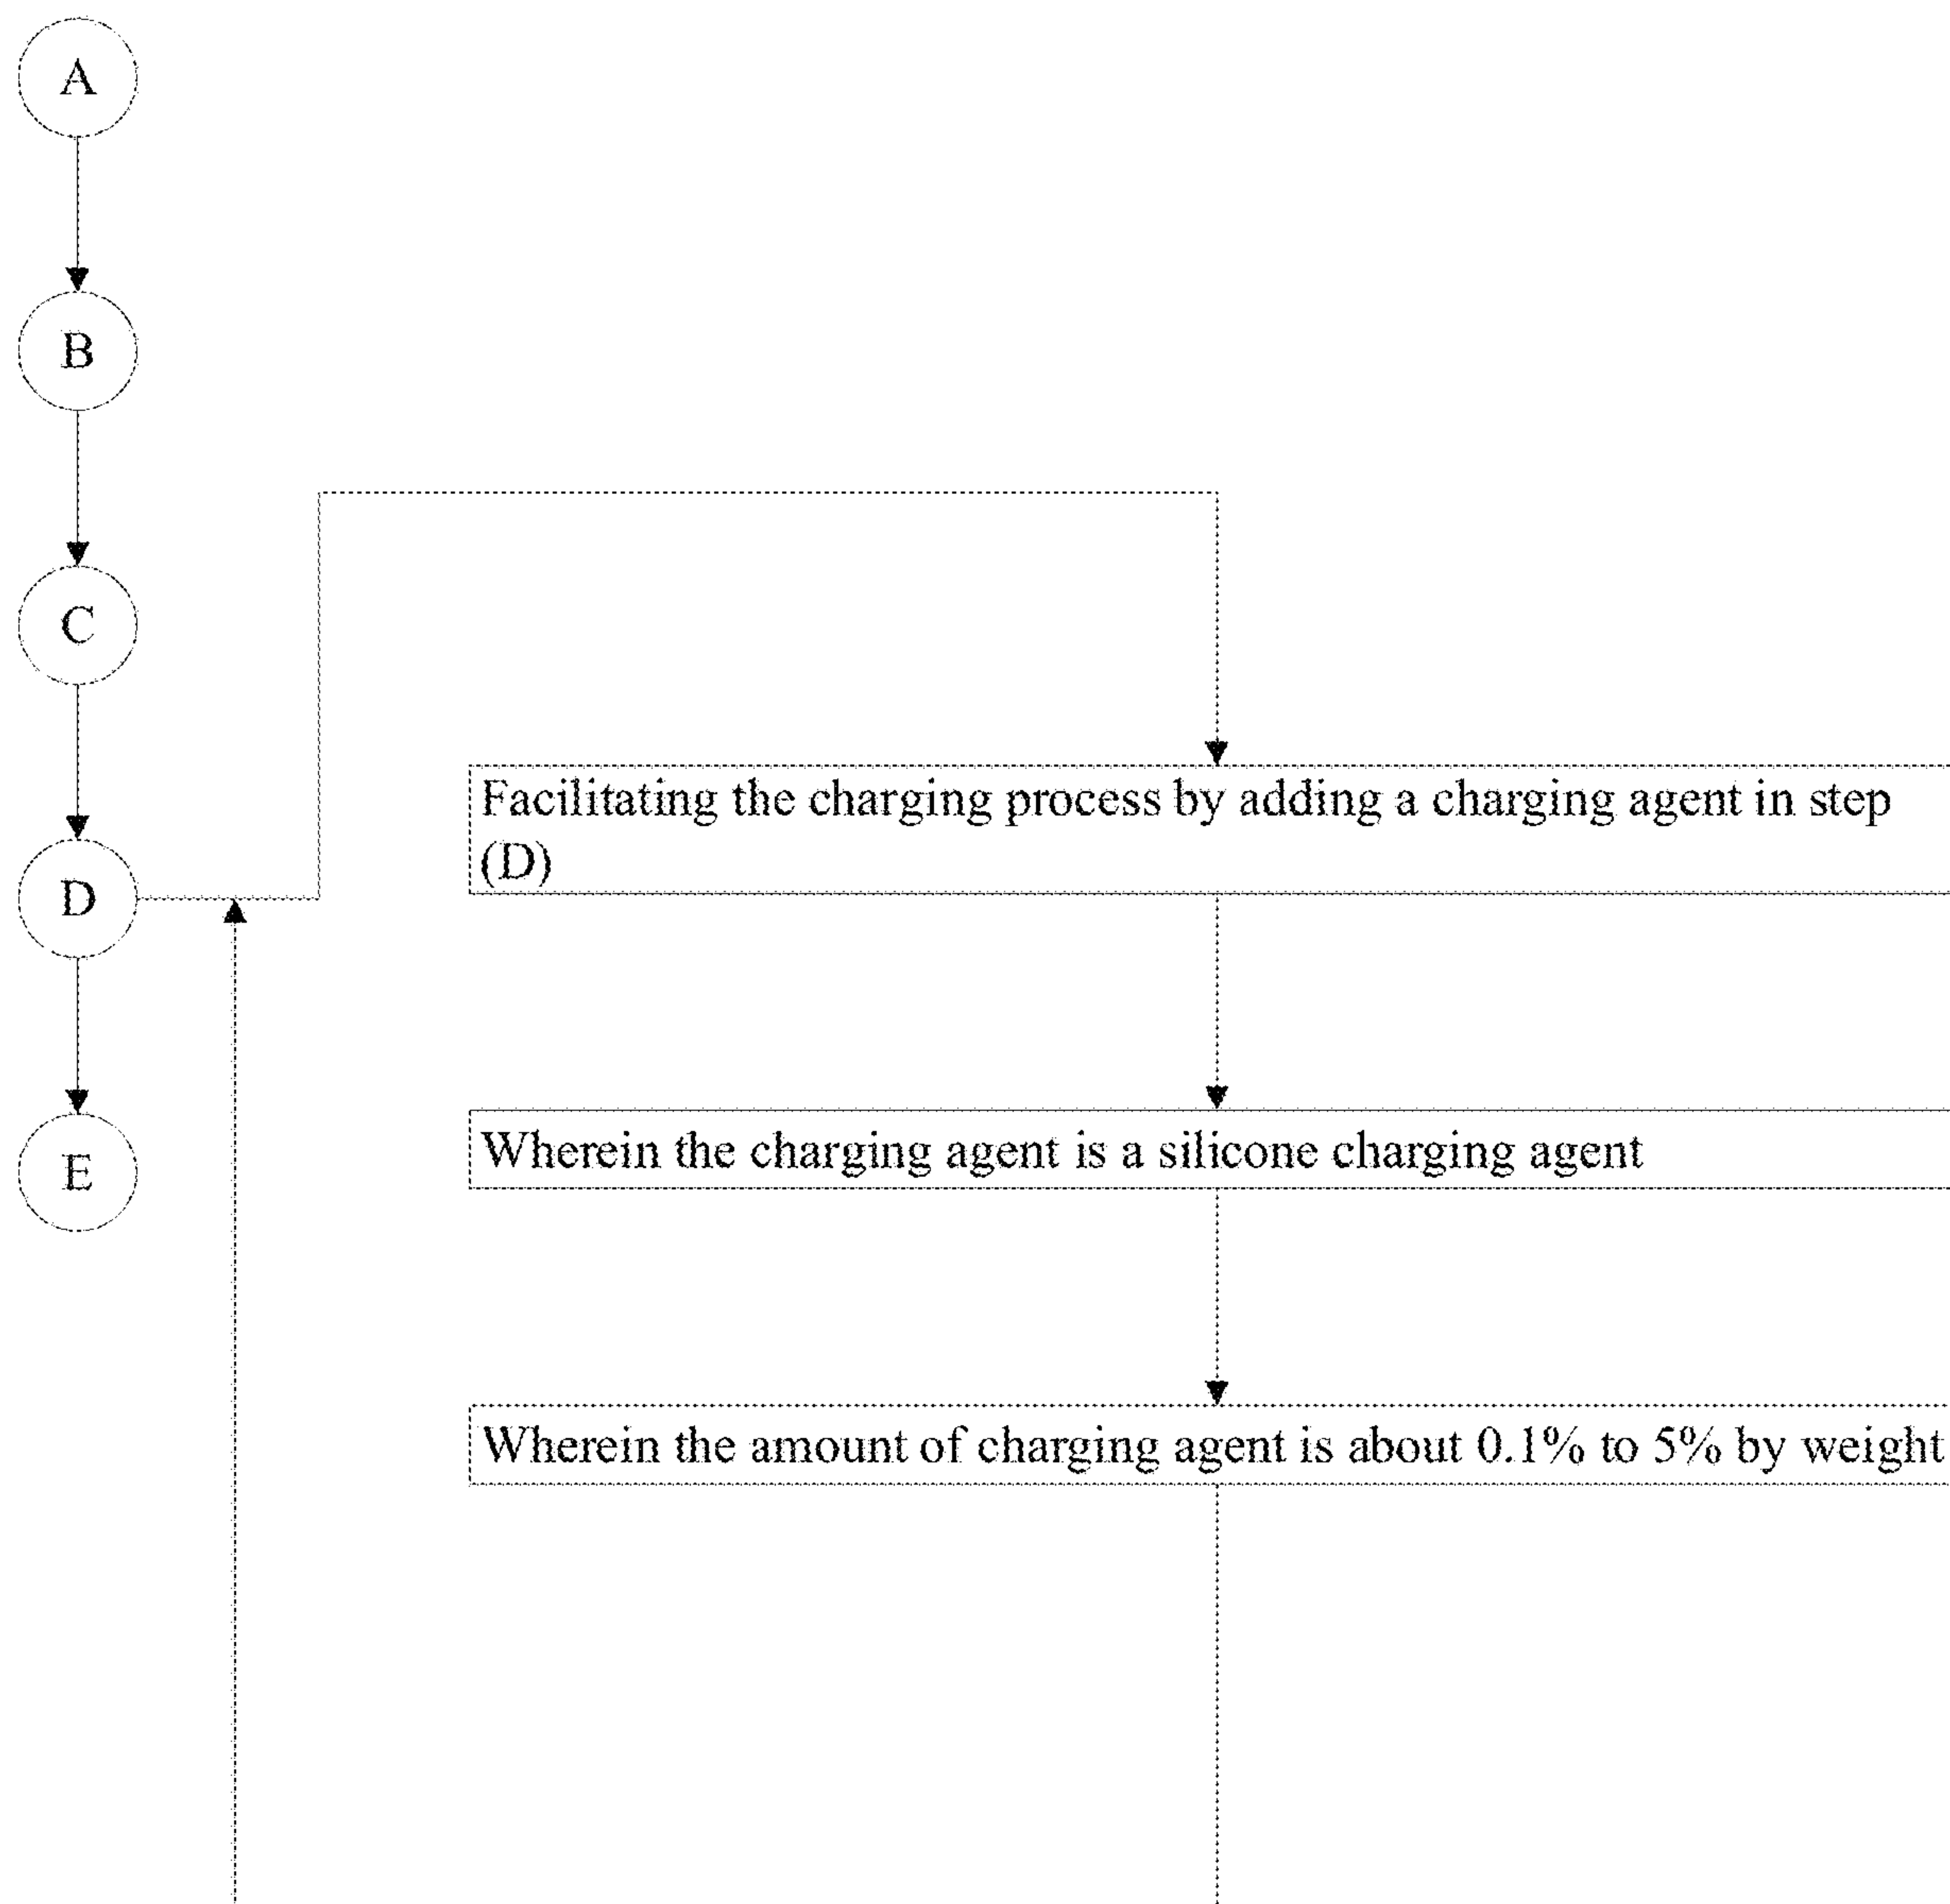 A
B
C
D
E
Facilitating the charging process by adding a charging agent in step
(D)
Wherein the charging agent is a silicone charging agent
Wherein the amount of charging agent is about 0.1% to 5% by weight